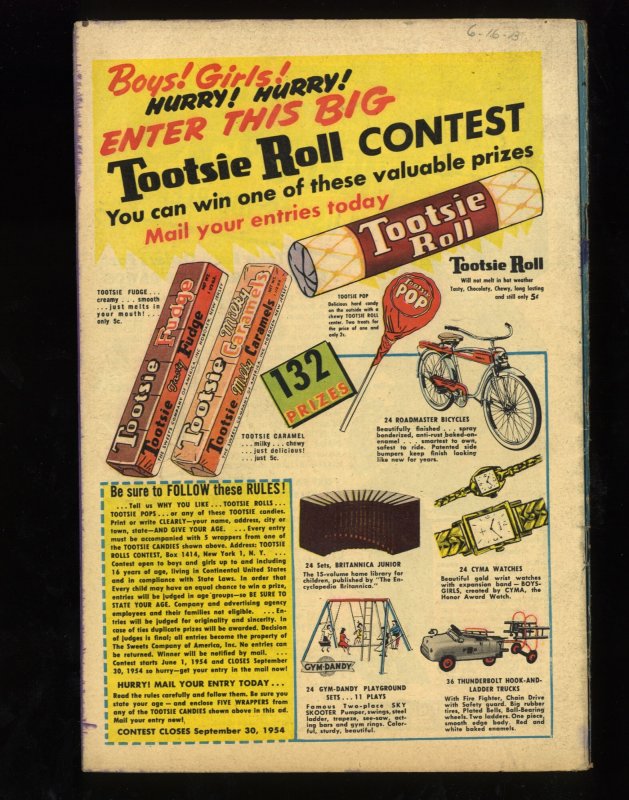 6-16-13
Boys! Girls!
HURRY! HURRY!
ENTER THIS BIG
Tootsie Roll CONTEST
You can win one of these valuable prizes
Mail your entries today
Tootsie
Roll
Tootsie Roll
Will not melt in hot weather
Tasty, Chocolaty, Chewy, long lasting
and still only 5¢
TOOTSIE FUDGE...
creamy . . . smooth
...just melts in
your mouth! ...
only 5c.
Tootsie Fudge
Tootsie Tasty Fudge
Tootsie Milky Caramels
Tootsie Milky Caramels
TOOTSIE POP
Delicious hard candy
on the outside with a
chewy TOOTSIE ROLL
center. Two treats for
the price of one and
only 2c.
Tootsie
POP
132
PRIZES
TOOTSIE CARAMEL
. . . milky . . . chewy
. . . just delicious!
. . . just 5c.
24 ROADMASTER BICYCLES
Beautifully finished . . . spray
bonderized, anti-rust baked-on-
enamel . . . smartest to own,
safest to ride. Patented side
bumpers keep finish looking
like new for years.
Be sure to FOLLOW these RULES!
. . . Tell us WHY YOU LIKE . . . TOOTSIE ROLLS . . .
TOOTSIE POPS . . . or any of these TOOTSIE candies.
Print or write CLEARLY—your name, address, city or
town, state—AND GIVE YOUR AGE. . . . Every entry
must be accompanied with 5 wrappers from one of
the TOOTSIE CANDIES shown above. Address: TOOTSIE
ROLLS CONTEST, Box 1414, New York 1, N. Y. . . .
Contest open to boys and girls up to and including
16 years of age, living in Continental United States
and in compliance with State Laws. In order that
Every child may have an equal chance to win a prize,
entries will be judged in age groups—so BE SURE TO
STATE YOUR AGE. Company and advertising agency
employees and their families not eligible. . . . En-
tries will be judged for originality and sincerity. In
case of ties duplicate prizes will be awarded. Decision
of judges is final; all entries become the property of
The Sweets Company of America, Inc. No entries can
be returned. Winner will be notified by mail. . . .
Contest starts June 1, 1954 and CLOSES September
30, 1954 so hurry—get your entry in the mail now!
HURRY! MAIL YOUR ENTRY TODAY . . .
Read the rules carefully and follow them. Be sure you
state your age — and enclose FIVE WRAPPERS from
any of the TOOTSIE CANDIES shown above in this ad.
Mail your entry new!
CONTEST CLOSES September 30, 1954
24 Sets, BRITANNICA JUNIOR
The 15-volume home library for
children, published by "The En-
cyclopedia Britannica."
24 CYMA WATCHES
Beautiful gold wrist watches
with expansion band — BOYS-
GIRLS, created by CYMA, the
Honor Award Watch.
GYM-DANDY
24 GYM-DANDY PLAYGROUND
SETS . . . 11 PLAYS
Famous Two-place SKY
SKOOTER Pumper, swings, steel
ladder, trapeze, see-saw, act-
ing bars and gym rings. Color-
ful, sturdy, beautiful.
36 THUNDERBOLT HOOK-AND-
LADDER TRUCKS
With Fire Fighter, Chain Drive
with Safety guard. Big rubber
tires, Plated Bells, Ball-Bearing
wheels. Two ladders. One piece,
smooth edge body. Red and
white baked enamels.